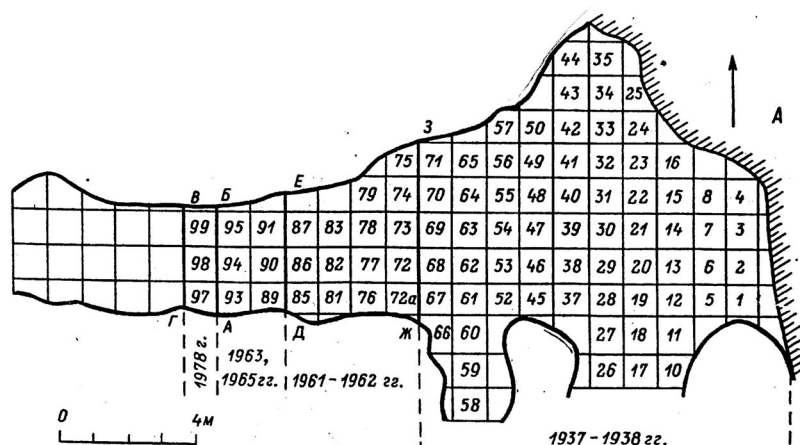 44 35
43 34 25
А
З
57 50 42 33 24
75 71 65 56 49 41 32 23 16
Е
79 74 70 64 55 48 40 31 22 15 8 4
В Б
99 95 91 87 83 78 73 69 63 54 47 39 30 21 14 7 3
98 94 90 86 82 77 72 68 62 53 46 38 29 20 13 6 2
97 93 89 85 81 76 72а 67 61 52 45 37 28 19 12 5 1
Г А Д Ж 66 60 27 18 11
1978 г.
1963,
1965гг.
1961-1962 гг.
59 26 17 10
58
0 4м
1937-1938 гг.